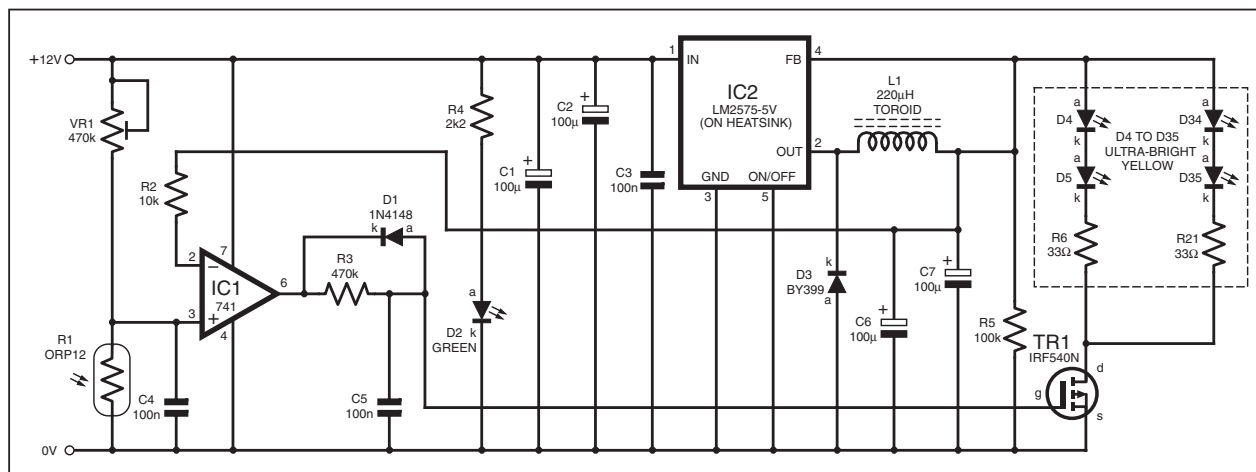 +12V
VR1
470k
R2
10k
R1
ORP12
C4
100n
0V
2
3
7
6
4
IC1
741
D1
1N4148
k
a
R3
470k
C5
100n
R4
2k2
a
k
D2
GREEN
C1
100µ
+
C2
100µ
+
C3
100n
1
IN
FB
4
IC2
LM2575-5V
(ON HEATSINK)
OUT
2
GND
ON/OFF
3
5
L1
220µH
TOROID
k
D3
BY399
a
+
C6
100µ
+
C7
100µ
R5
100k
a
D4
k
a
D5
k
D4 TO D35
ULTRA-BRIGHT
YELLOW
a
D34
k
a
D35
k
R6
33Ω
R21
33Ω
TR1
IRF540N
d
g
s